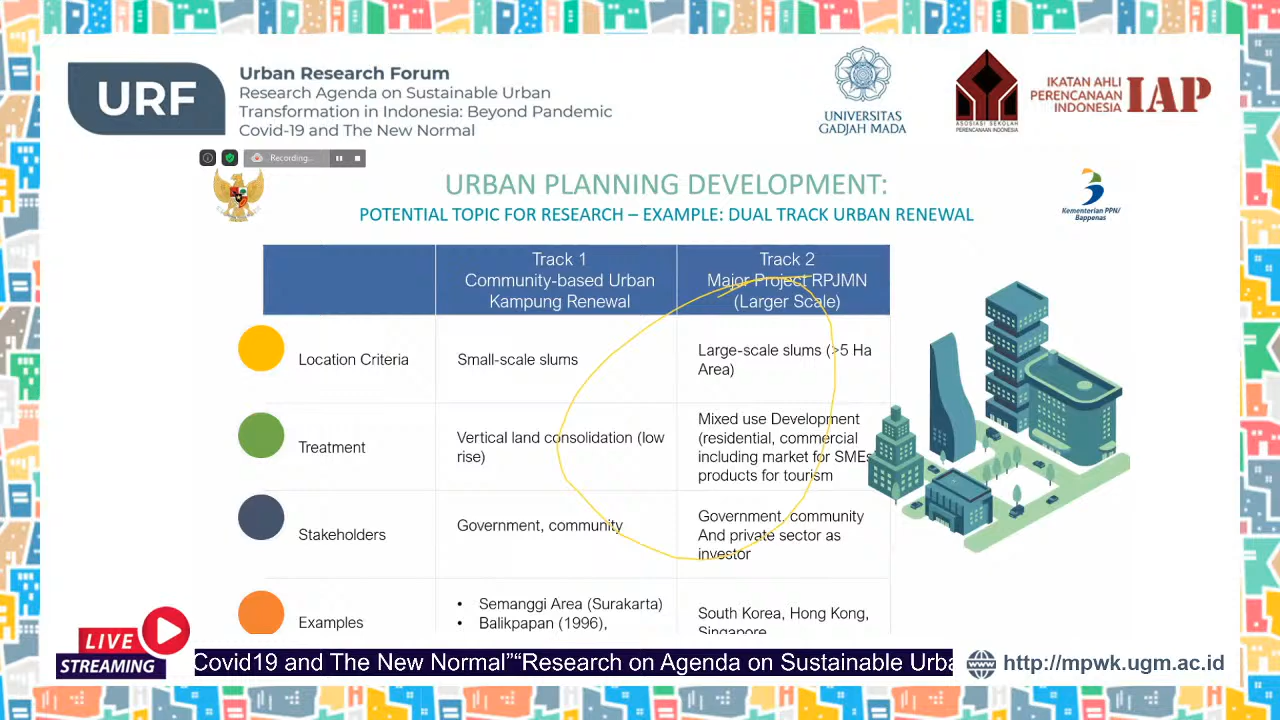 URF
Urban Research Forum
Research Agenda on Sustainable Urban
Transformation in Indonesia: Beyond Pandemic
Covid-19 and The New Normal
UNIVERSITAS
GADJAH MADA
ASOSIASI SEKOLAH
PERENCANAAN INDONESIA
IKATAN AHLI
PERENCANAAN
INDONESIA
IAP
Recording...
URBAN PLANNING DEVELOPMENT:
POTENTIAL TOPIC FOR RESEARCH – EXAMPLE: DUAL TRACK URBAN RENEWAL
Kementerian PPN/
Bappenas
Track 1
Community-based Urban
Kampung Renewal
Track 2
Major Project RPJMN
(Larger Scale)
Location Criteria
Small-scale slums
Large-scale slums (>5 Ha
Area)
Treatment
Vertical land consolidation (low
rise)
Mixed use Development
(residential, commercial
including market for SMEs
products for tourism
Stakeholders
Government, community
Government, community
And private sector as
investor
Examples
• Semanggi Area (Surakarta)
• Balikpapan (1996),
South Korea, Hong Kong,
Singapore
LIVE
STREAMING
Covid19 and The New Normal”“Research on Agenda on Sustainable Urba
http://mpwk.ugm.ac.id